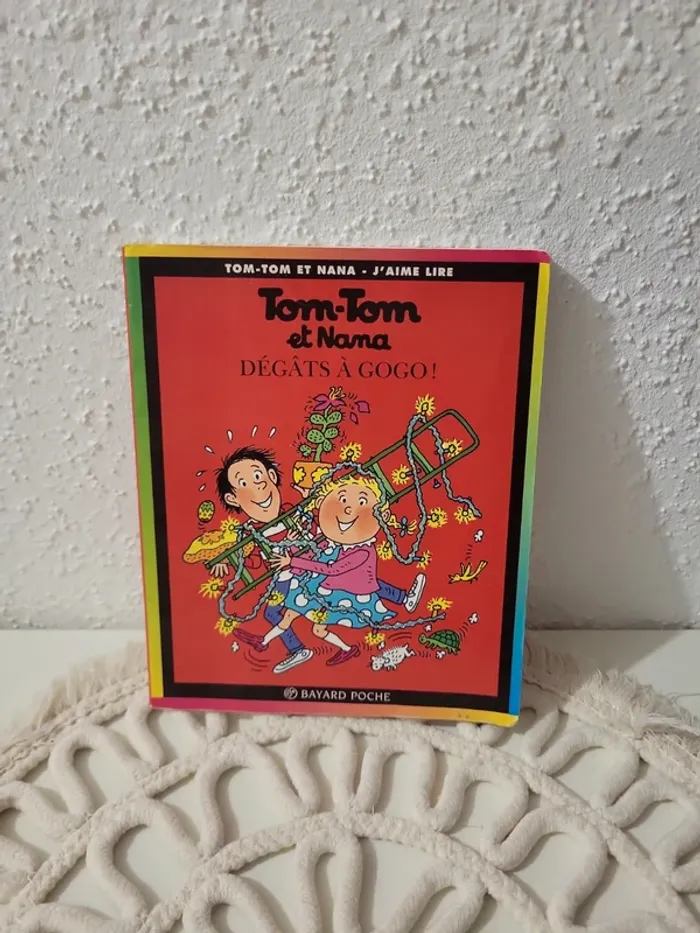 TOM-TOM ET NANA - J'AIME LIRE
Tom-Tom
et Nana
DÉGÂTS À GOGO !
BAYARD POCHE